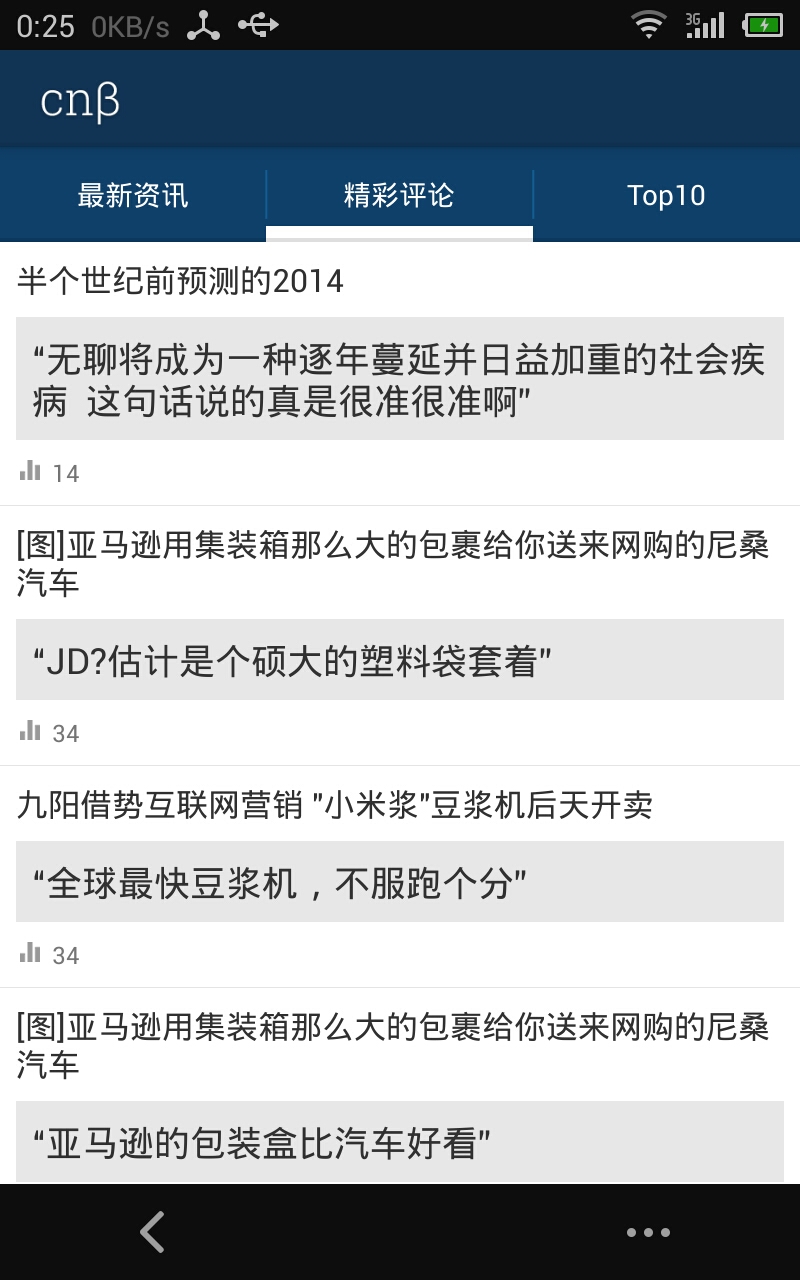 0:25 0KB/s 3G
cnβ
最新资讯 精彩评论 Top10
半个世纪前预测的2014
“无聊将成为一种逐年蔓延并日益加重的社会疾
病 这句话说的真是很准很准啊”
14
[图]亚马逊用集装箱那么大的包裹给你送来网购的尼桑
汽车
“JD?估计是个硕大的塑料袋套着”
34
九阳借势互联网营销 "小米浆"豆浆机后天开卖
“全球最快豆浆机，不服跑个分”
34
[图]亚马逊用集装箱那么大的包裹给你送来网购的尼桑
汽车
“亚马逊的包装盒比汽车好看”